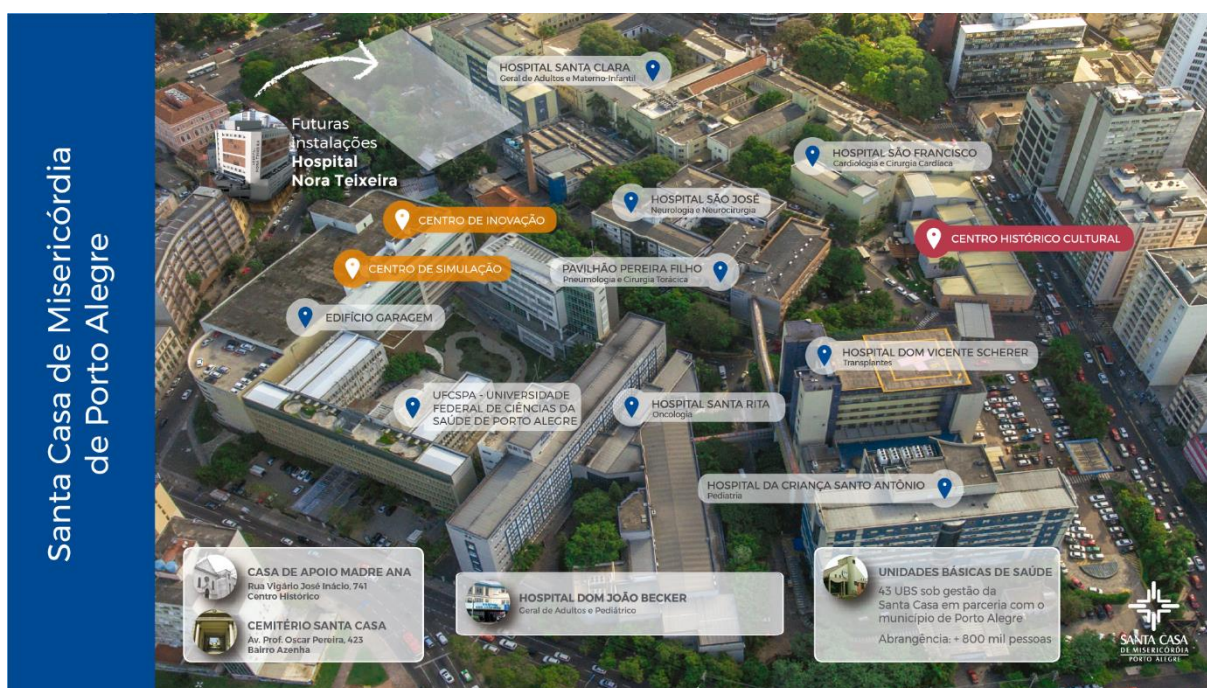 Santa Casa de Misericórdia
de Porto Alegre
HOSPITAL SANTA CLARA
Geral de Adultos e Materno-Infantil
Futuras
instalações
Hospital
Nora Teixeira
HOSPITAL SÃO FRANCISCO
Cardiologia e Cirurgia Cardíaca
HOSPITAL SÃO JOSÉ
Neurologia e Neurocirurgia
CENTRO DE INOVAÇÃO
CENTRO HISTÓRICO CULTURAL
CENTRO DE SIMULAÇÃO
PAVILHÃO PEREIRA FILHO
Pneumologia e Cirurgia Torácica
EDIFÍCIO GARAGEM
HOSPITAL DOM VICENTE SCHERER
Transplantes
UFCSPA - UNIVERSIDADE
FEDERAL DE CIÊNCIAS DA
SAÚDE DE PORTO ALEGRE
HOSPITAL SANTA RITA
Oncologia
HOSPITAL DA CRIANÇA SANTO ANTÔNIO
Pediatria
CASA DE APOIO MADRE ANA
Rua Vigário José Inácio, 741
Centro Histórico
CEMITÉRIO SANTA CASA
Av. Prof. Oscar Pereira, 423
Bairro Azenha
HOSPITAL DOM JOÃO BECKER
Geral de Adultos e Pediátrico
UNIDADES BÁSICAS DE SAÚDE
43 UBS sob gestão da
Santa Casa em parceria com o
município de Porto Alegre
Abrangência: + 800 mil pessoas
SANTA CASA
DE MISERICÓRDIA
PORTO ALEGRE